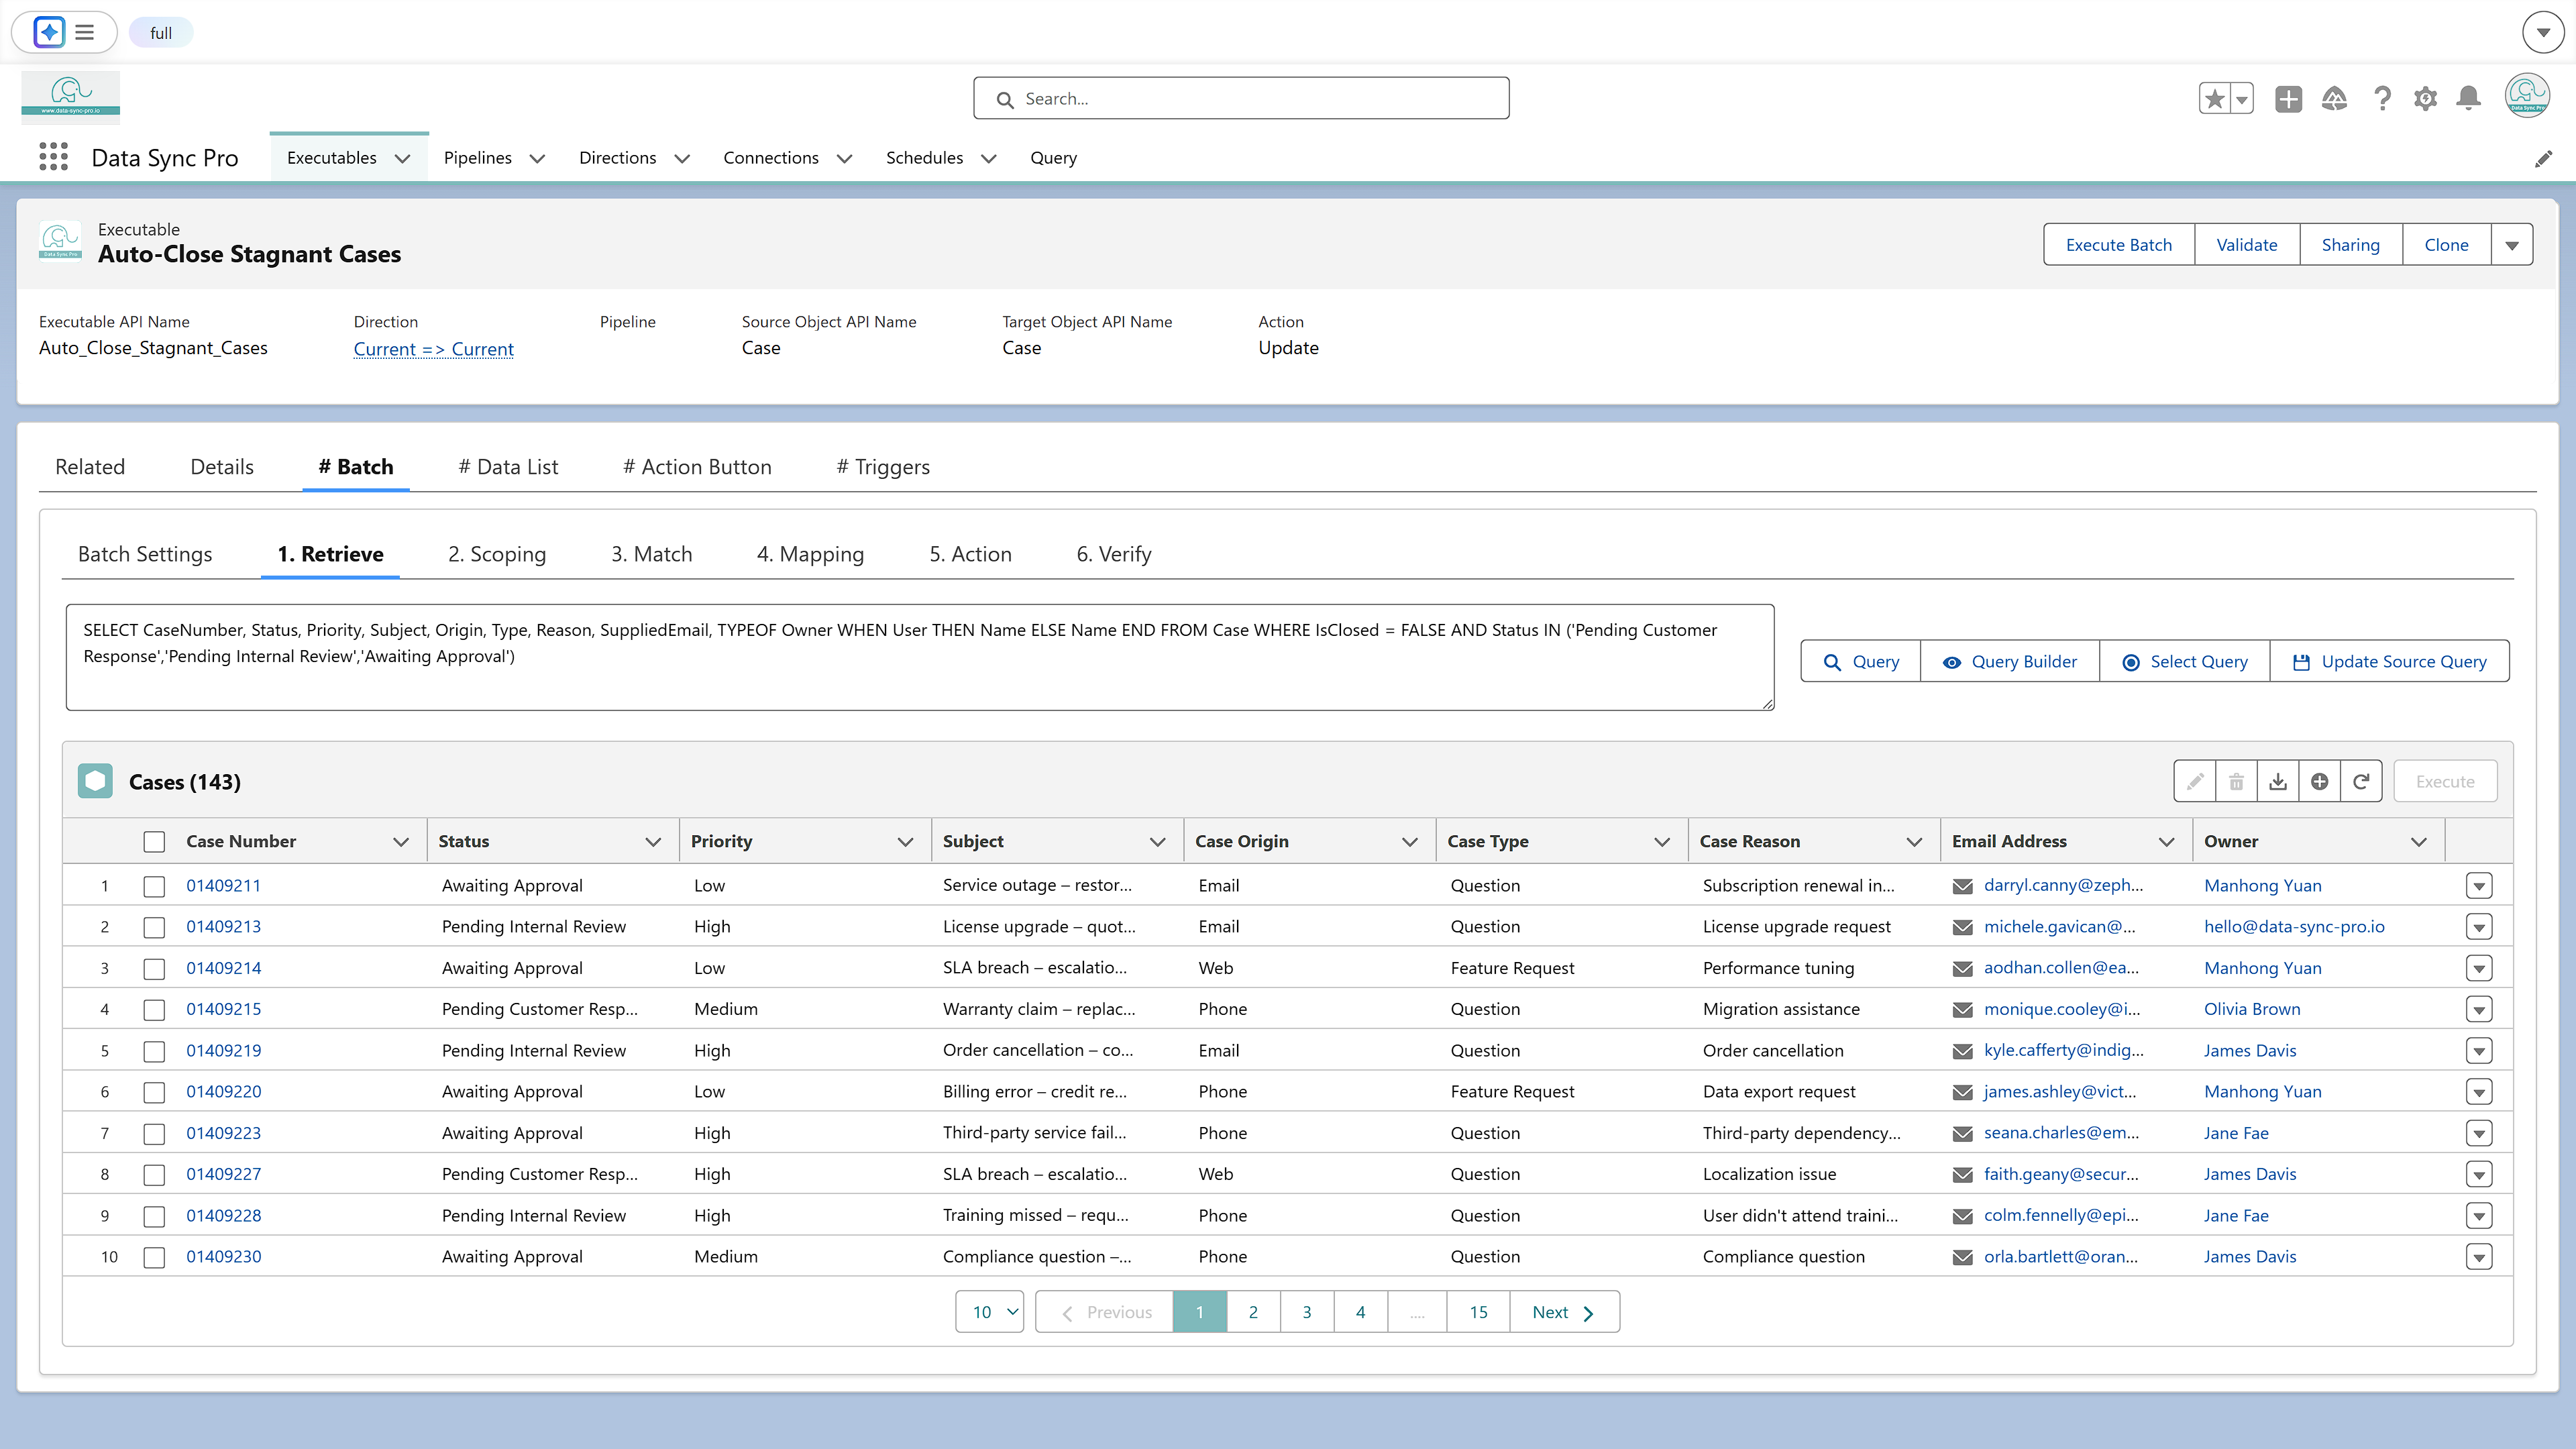 full
www.data-sync-pro.io
Search...
Data Sync Pro
Data Sync Pro
Executables
Pipelines
Directions
Connections
Schedules
Query
Data Sync Pro
Executable
Auto-Close Stagnant Cases
Execute Batch
Validate
Sharing
Clone
Executable API Name
Direction
Pipeline
Source Object API Name
Target Object API Name
Action
Auto_Close_Stagnant_Cases
Current => Current
Case
Case
Update
Related
Details
# Batch
# Data List
# Action Button
# Triggers
Batch Settings
1. Retrieve
2. Scoping
3. Match
4. Mapping
5. Action
6. Verify
SELECT CaseNumber, Status, Priority, Subject, Origin, Type, Reason, SuppliedEmail, TYPEOF Owner WHEN User THEN Name ELSE Name END FROM Case WHERE IsClosed = FALSE AND Status IN ('Pending Customer
Response','Pending Internal Review','Awaiting Approval')
Query
Query Builder
Select Query
Update Source Query
Cases (143)
Execute
Case Number Status Priority Subject Case Origin Case Type Case Reason Email Address Owner
1 01409211 Awaiting Approval Low Service outage – restor... Email Question Subscription renewal in... darryl.canny@zeph... Manhong Yuan
2 01409213 Pending Internal Review High License upgrade – quot... Email Question License upgrade request michele.gavican@... hello@data-sync-pro.io
3 01409214 Awaiting Approval Low SLA breach – escalatio... Web Feature Request Performance tuning aodhan.collen@ea... Manhong Yuan
4 01409215 Pending Customer Resp... Medium Warranty claim – replac... Phone Question Migration assistance monique.cooley@i... Olivia Brown
5 01409219 Pending Internal Review High Order cancellation – co... Email Question Order cancellation kyle.cafferty@indig... James Davis
6 01409220 Awaiting Approval Low Billing error – credit re... Phone Feature Request Data export request james.ashley@vict... Manhong Yuan
7 01409223 Awaiting Approval High Third-party service fail... Phone Question Third-party dependency... seana.charles@em... Jane Fae
8 01409227 Pending Customer Resp... High SLA breach – escalatio... Web Question Localization issue faith.geany@secur... James Davis
9 01409228 Pending Internal Review High Training missed – requ... Phone Question User didn't attend traini... colm.fennelly@epi... Jane Fae
10 01409230 Awaiting Approval Medium Compliance question –... Phone Question Compliance question orla.bartlett@oran... James Davis
10 Previous 1 2 3 4 .... 15 Next